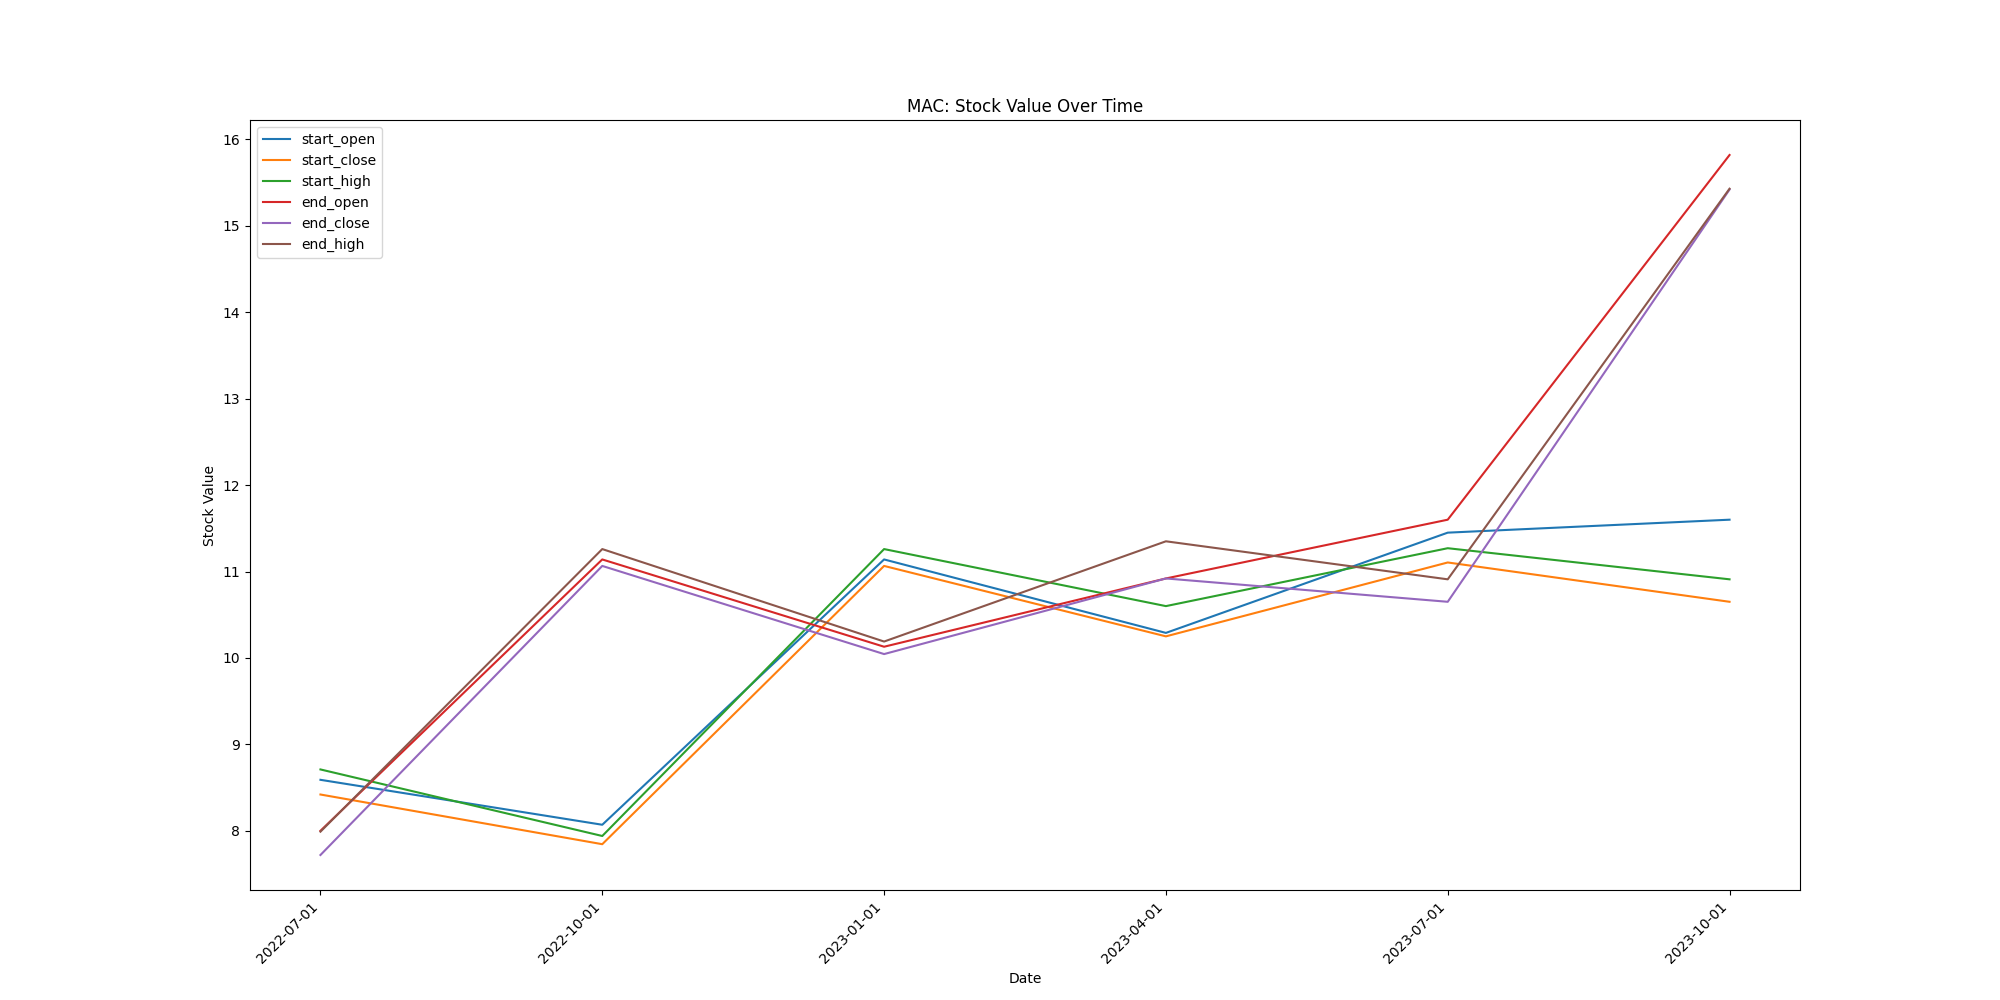 MAC: Stock Value Over Time
start_open
start_close
start_high
end_open
end_close
end_high
16
15
14
13
12
11
10
9
8
Stock Value
2022-07-01
2022-10-01
2023-01-01
2023-04-01
2023-07-01
2023-10-01
Date